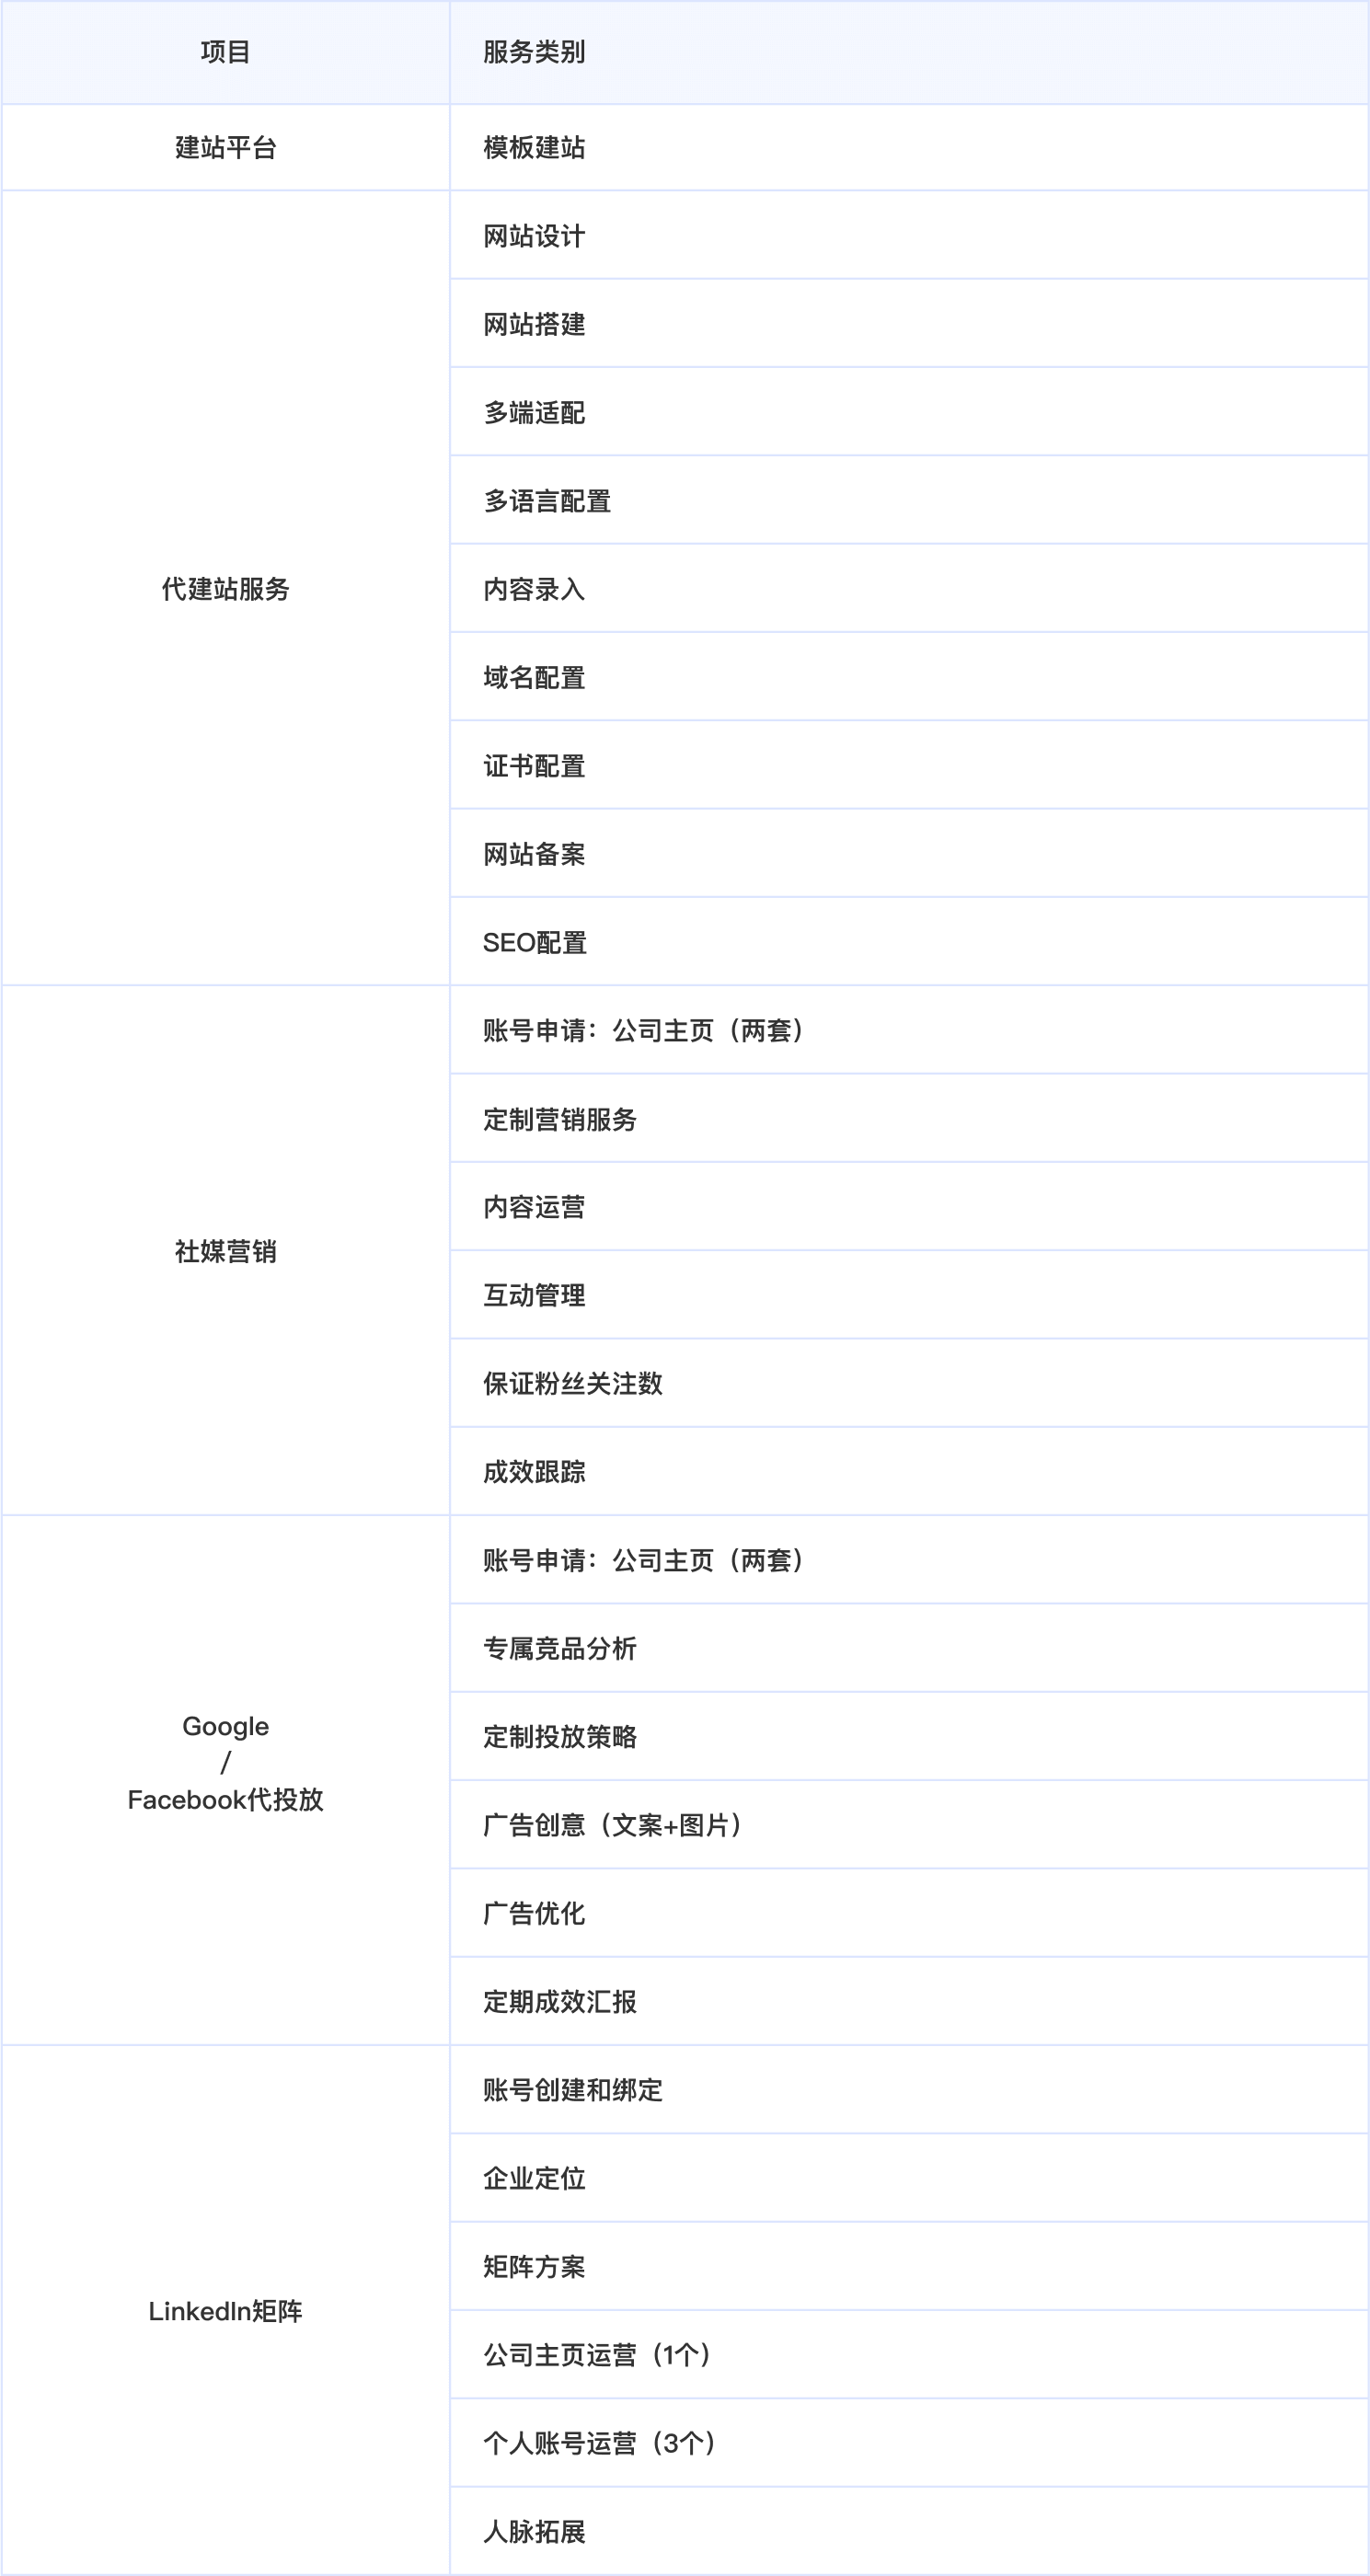 项目
服务类别
建站平台
模板建站
代建站服务
网站设计
网站搭建
多端适配
多语言配置
内容录入
域名配置
证书配置
网站备案
SEO配置
社媒营销
账号申请：公司主页（两套）
定制营销服务
内容运营
互动管理
保证粉丝关注数
成效跟踪
Google
/
Facebook代投放
账号申请：公司主页（两套）
专属竞品分析
定制投放策略
广告创意（文案+图片）
广告优化
定期成效汇报
LinkedIn矩阵
账号创建和绑定
企业定位
矩阵方案
公司主页运营（1个）
个人账号运营（3个）
人脉拓展